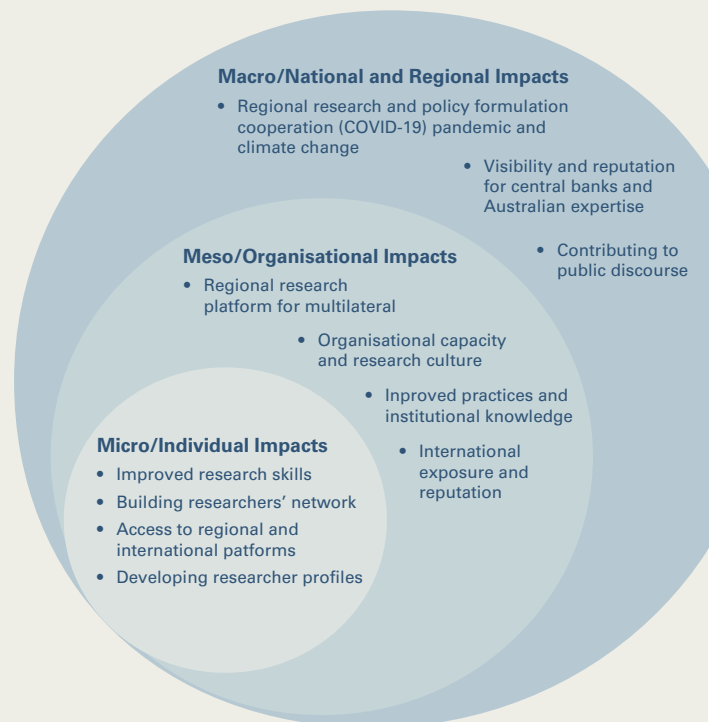 Macro/National and Regional Impacts
• Regional research and policy formulation
cooperation (COVID-19) pandemic and
climate change
• Visibility and reputation
for central banks and
Australian expertise
• Contributing to
public discourse
Meso/Organisational Impacts
• Regional research
platform for multilateral
• Organisational capacity
and research culture
• Inproved practices and
institutional knowledge
• International
exposure and
reputation
Micro/Individual Impacts
• Improved research skills
• Building researchers’ network
• Access to regional and
international patforms
• Developing researcher profiles